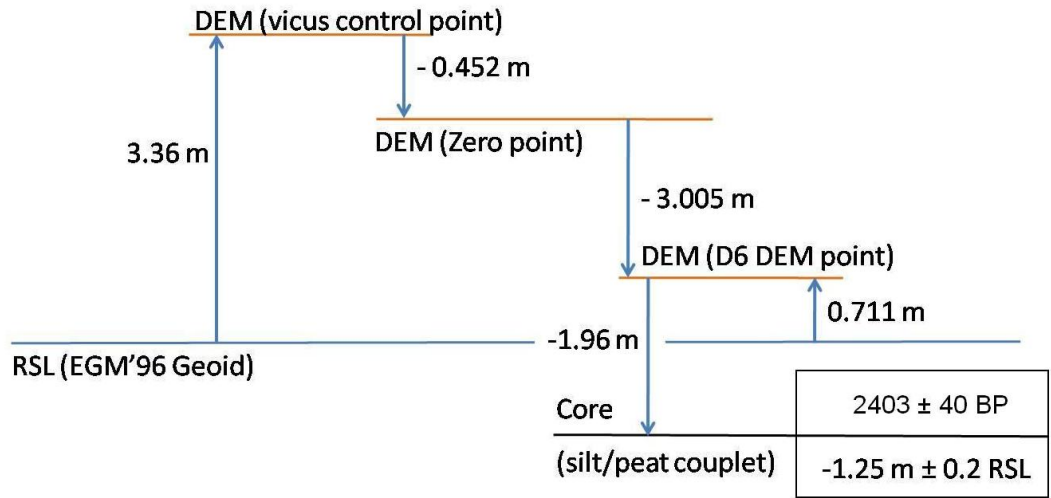 DEM (vicus control point)
- 0.452 m
DEM (Zero point)
3.36 m
- 3.005 m
DEM (D6 DEM point)
0.711 m
-1.96 m
RSL (EGM'96 Geoid)
Core
2403 ± 40 BP
(silt/peat couplet)
-1.25 m ± 0.2 RSL